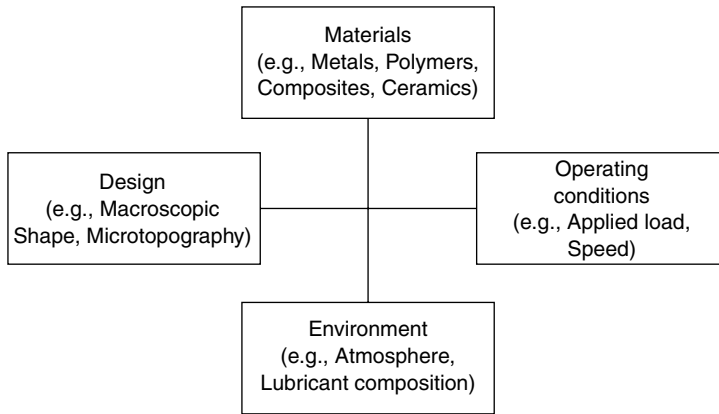 Materials
(e.g., Metals, Polymers,
Composites, Ceramics)
Design
(e.g., Macroscopic
Shape, Microtopography)
Operating
conditions
(e.g., Applied load,
Speed)
Environment
(e.g., Atmosphere,
Lubricant composition)